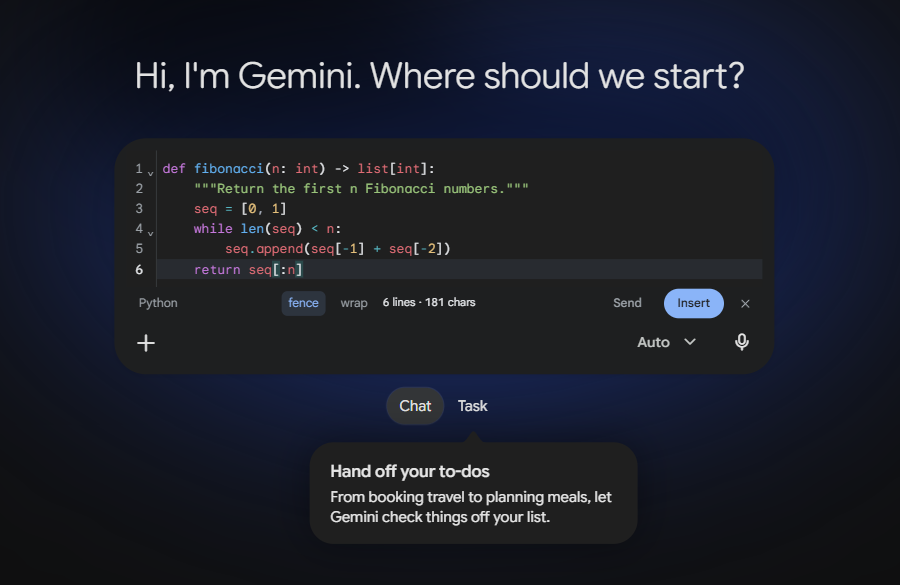 Hi, I'm Gemini. Where should we start?
1 def fibonacci(n: int) -> list[int]:
2     """Return the first n Fibonacci numbers."""
3     seq = [0, 1]
4     while len(seq) < n:
5         seq.append(seq[-1] + seq[-2])
6     return seq[:n]
Python fence wrap 6 lines · 181 chars Send Insert ×
+ Auto
Chat Task
Hand off your to-dos
From booking travel to planning meals, let
Gemini check things off your list.